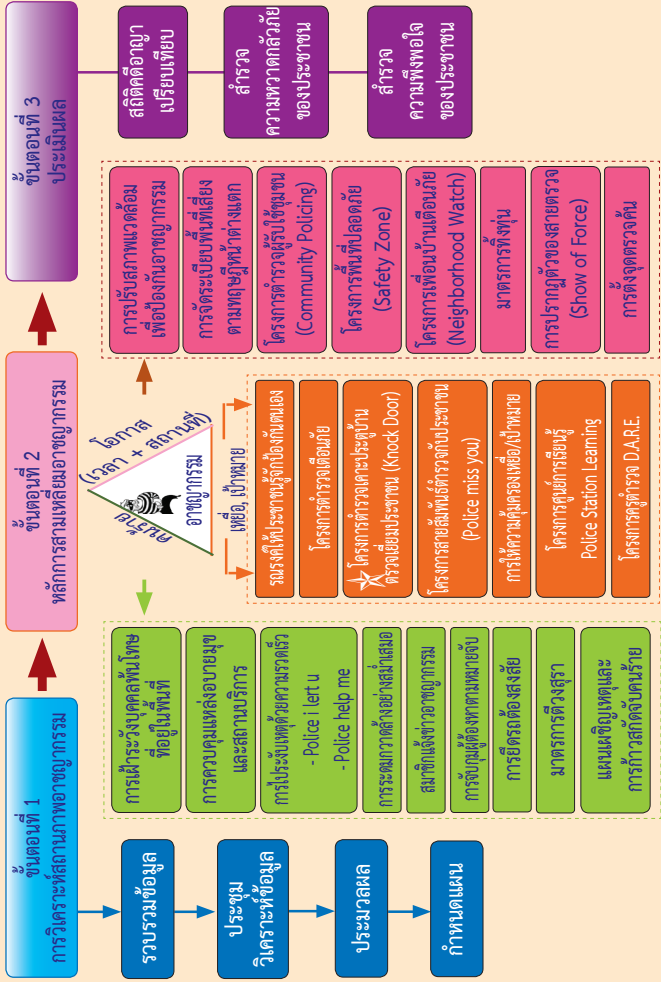 ขั้นตอนที่ 1
การวิเคราะห์สถานภาพอาชญากรรม
รวบรวมข้อมูล
ประชุม
วิเคราะห์ข้อมูล
ประมวลผล
กำหนดแผน
ขั้นตอนที่ 2
หลักการสามเหลี่ยมอาชญากรรม
คนร้าย
โอกาส
(เวลา + สถานที่)
อาชญากรรม
เหยื่อ, เป้าหมาย
การเฝ้าระวังบุคคลพ้นโทษ
ที่อยู่ในพื้นที่
การควบคุมแหล่งอบายมุข
และสถานบริการ
การไประงับเหตุด้วยความรวดเร็ว
- Police i lert u
- Police help me
การระดมกวาดล้างอย่างสม่ำเสมอ
สมาชิกแจ้งข่าวอาชญากรรม
การจับกุมผู้ต้องหาตามหมายจับ
การยึดรถต้องสงสัย
มาตรการตีวงสุรา
แผนเผชิญเหตุและ
การก้าวสกัดจับคนร้าย
รณรงค์ให้ประชาชนรู้จักป้องกันตนเอง
โครงการตำรวจเตือนภัย
โครงการตำรวจเคาะประตูบ้าน
ตรวจเยี่ยมประชาชน (Knock Door)
โครงการสายสัมพันธ์ตำรวจกับประชาชน
(Police miss you)
การให้ความคุ้มครองเหยื่อ/เป้าหมาย
โครงการศูนย์การเรียนรู้
Police Station Learning
โครงการครูตำรวจ D.A.R.E.
การปรับสภาพแวดล้อม
เพื่อป้องกันอาชญากรรม
การจัดระเบียบพื้นที่เสี่ยง
ตามทฤษฎีหน้าต่างแตก
โครงการตำรวจผู้รับใช้ชุมชน
(Community Policing)
โครงการพื้นที่ปลอดภัย
(Safety Zone)
โครงการเพื่อนบ้านเตือนภัย
(Neighborhood Watch)
มาตรการทิ้งทุ่น
การปรากฏตัวของสายตรวจ
(Show of Force)
การตั้งจุดตรวจค้น
ขั้นตอนที่ 3
ประเมินผล
สถิติคดีอาญา
เปรียบเทียบ
สำรวจ
ความหวาดกลัวภัย
ของประชาชน
สำรวจ
ความพึงพอใจ
ของประชาชน